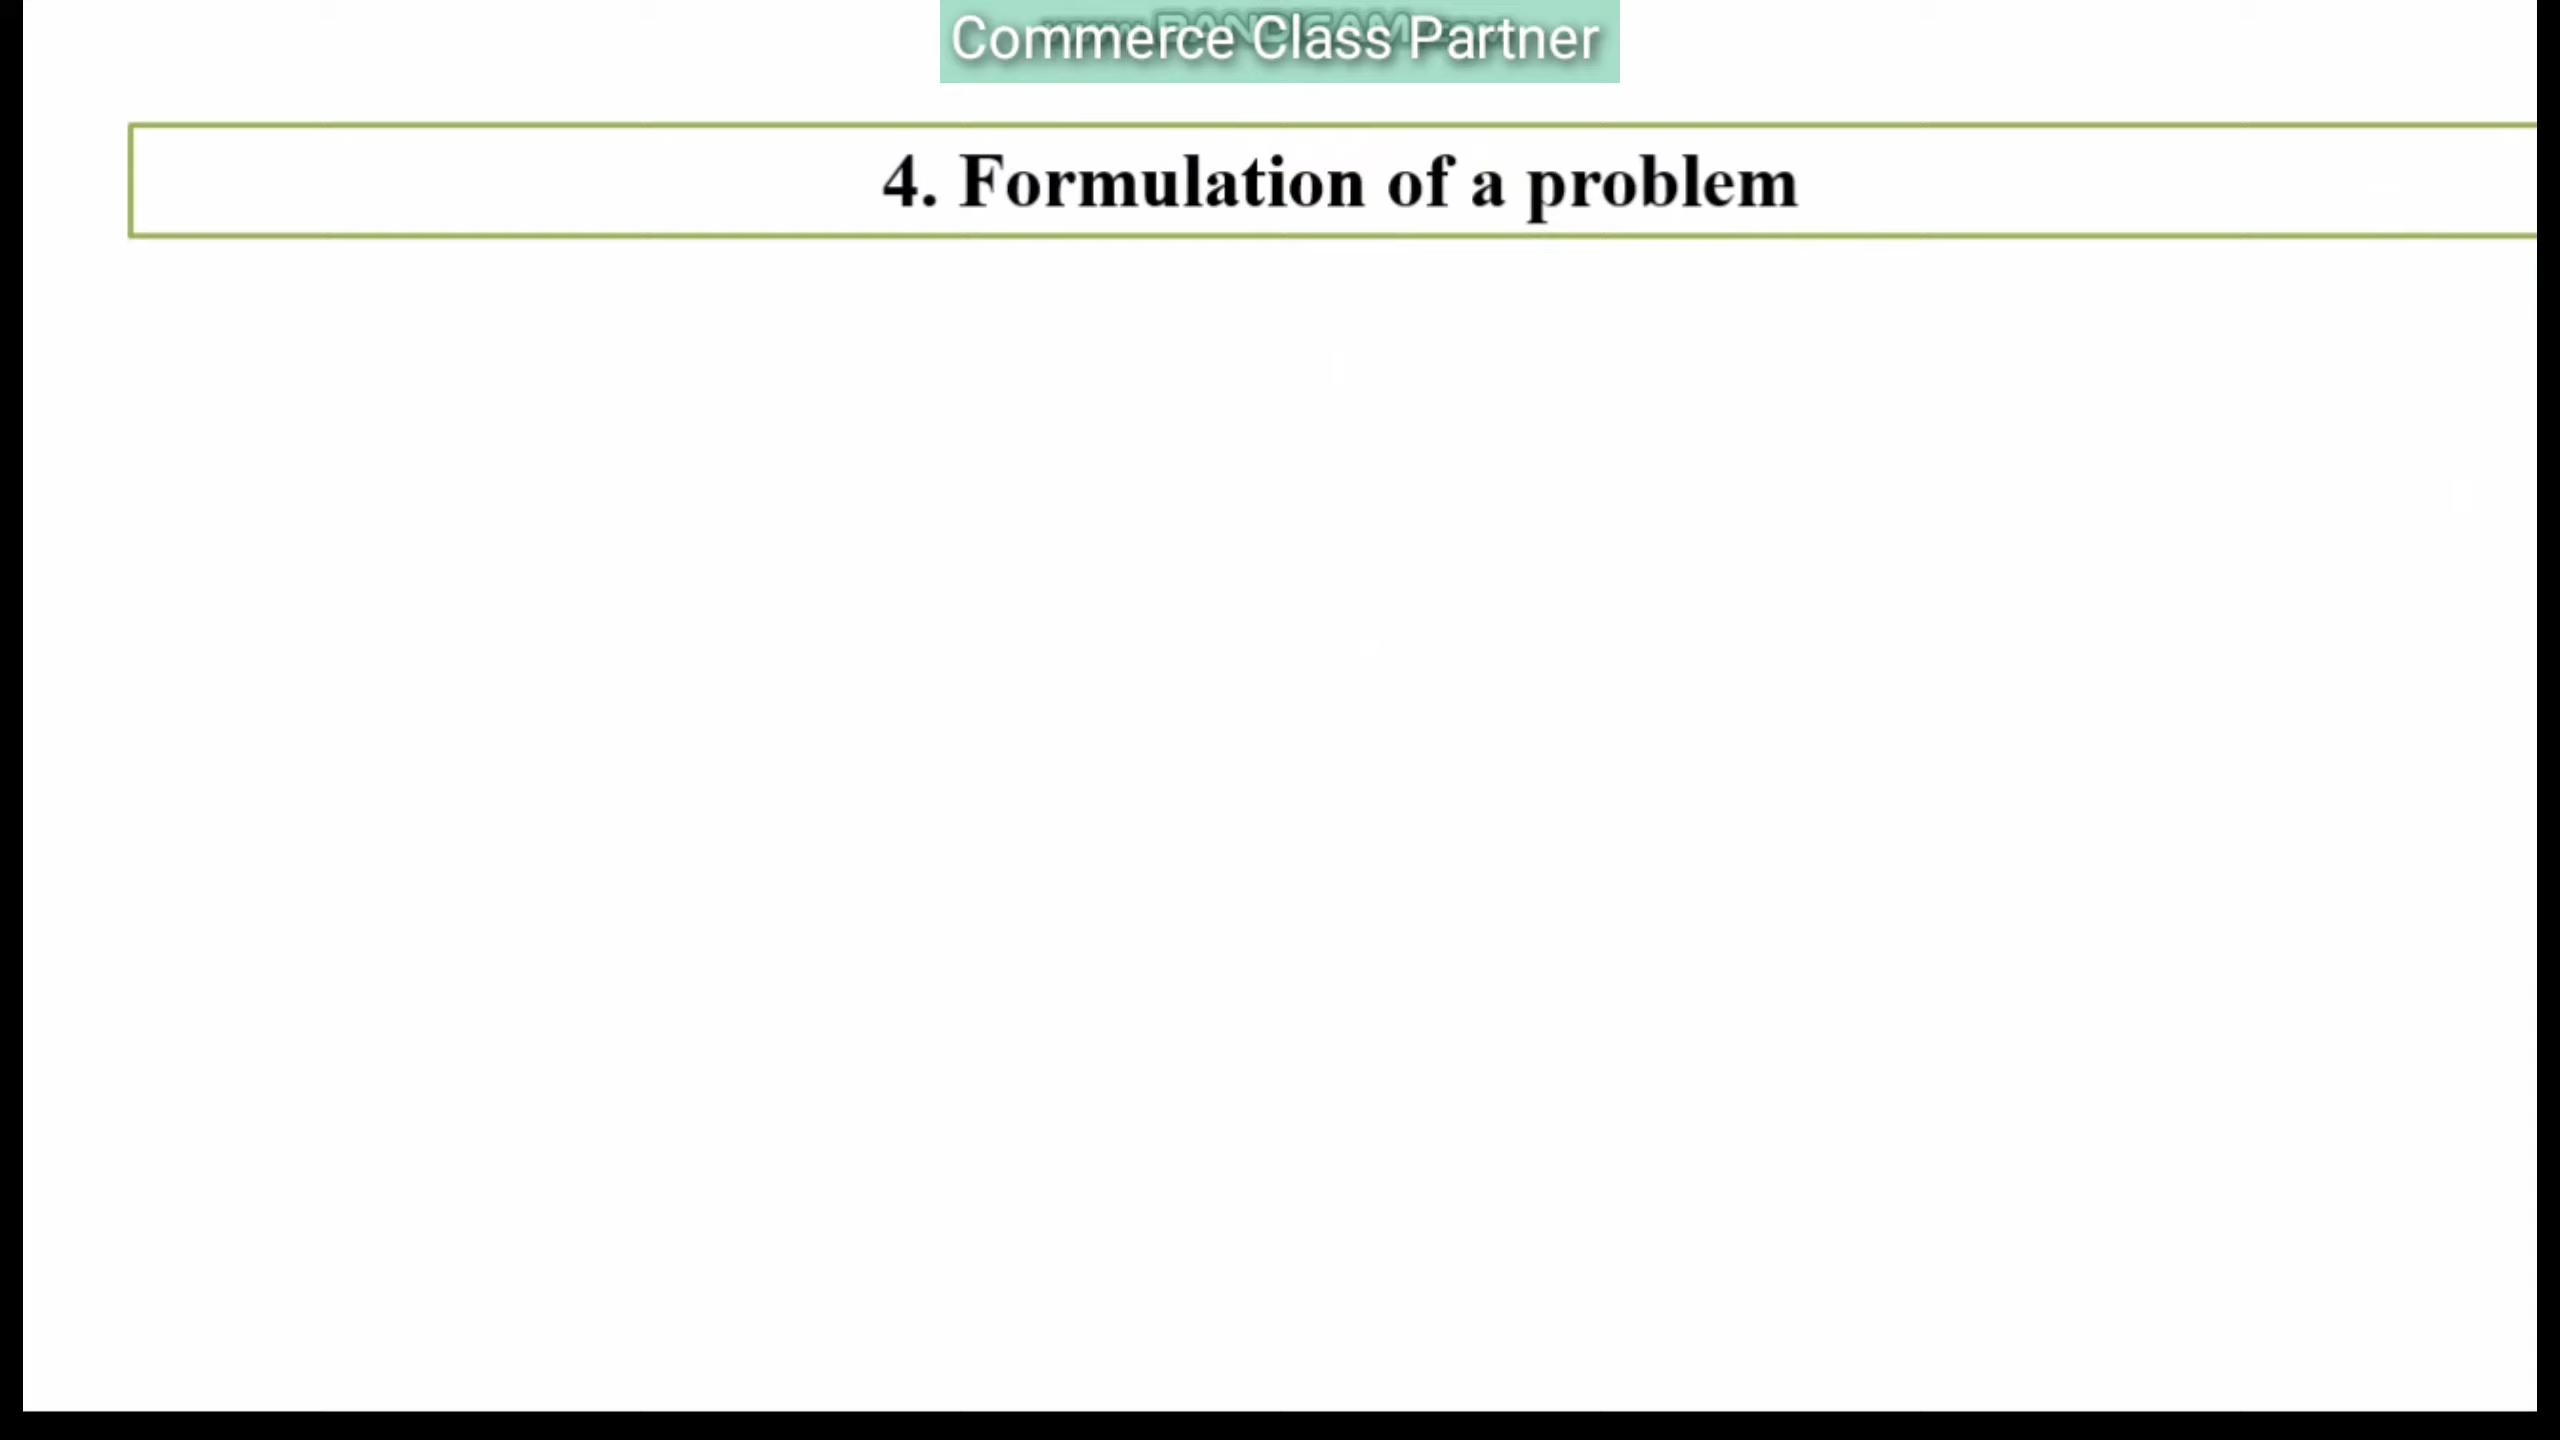 Commerce Class Partner
4. Formulation of a problem